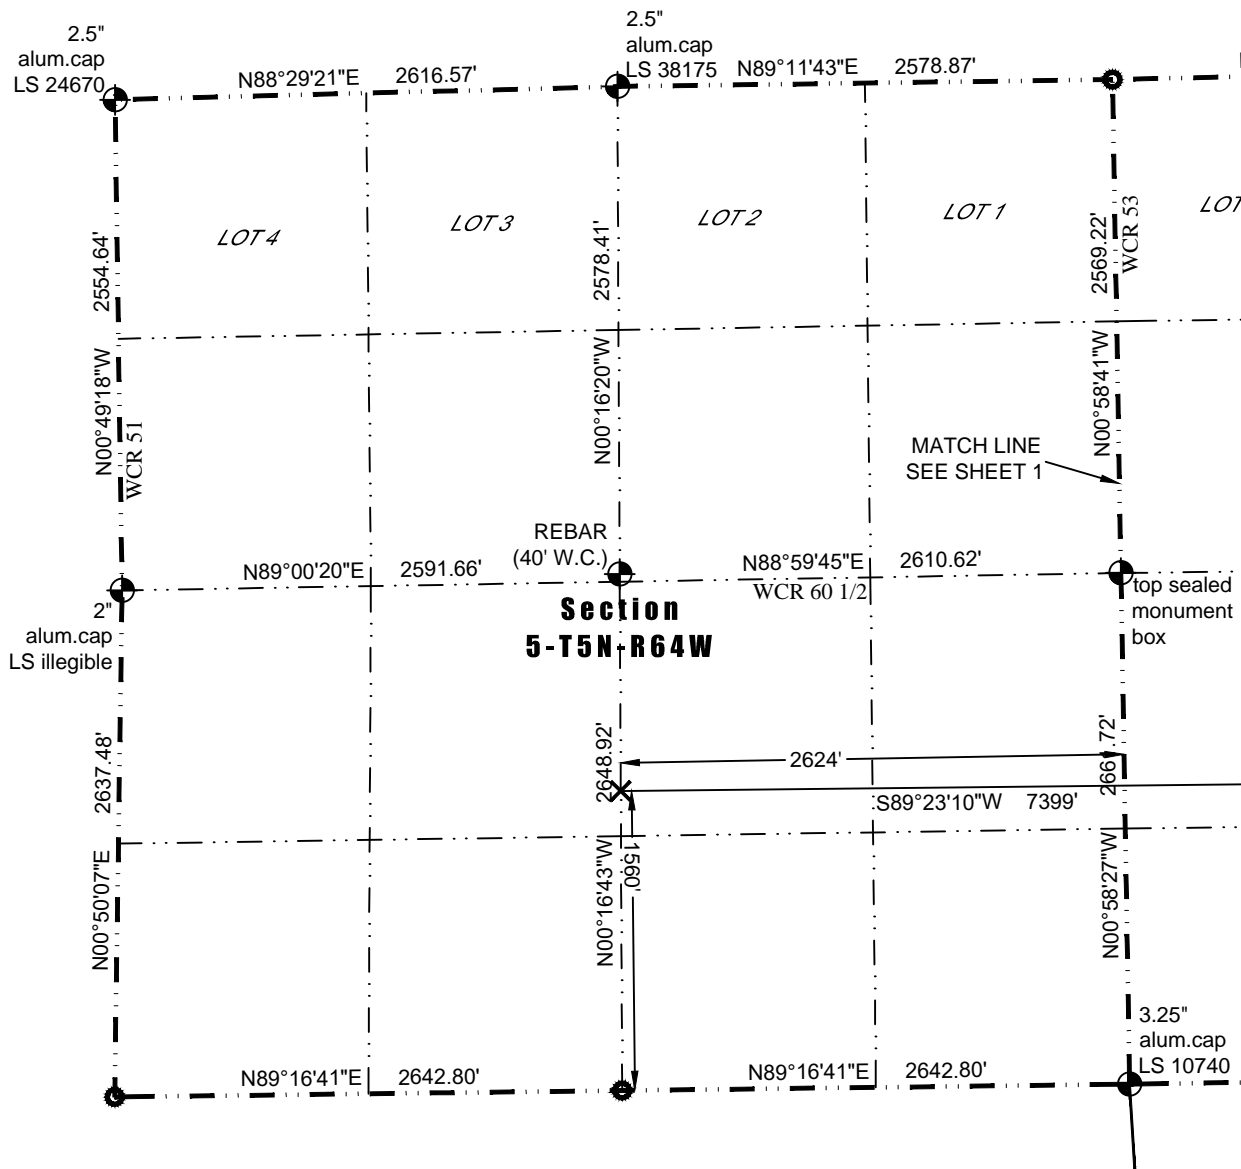 2.5"
alum.cap
LS 24670
N88°29'21"E 2616.57'
2.5"
alum.cap
LS 38175
N89°11'43"E 2578.87'
LOT 4
LOT 3
LOT 2
LOT 1
LOT
2554.64'
N00°49'18"W
WCR 51
2578.41'
N00°16'20"W
2569.22'
WCR 53
N00°58'41"W
MATCH LINE
SEE SHEET 1
REBAR
(40' W.C.)
N89°00'20"E 2591.66'
N88°59'45"E 2610.62'
WCR 60 1/2
2"
alum.cap
LS illegible
Section
5-T5N-R64W
top sealed
monument
box
2637.48'
N00°50'07"E
2648.92'
N00°16'43"W
2624'
S89°23'10"W 7399'
1560'
N00°58'27"W
3.25"
alum.cap
LS 10740
N89°16'41"E 2642.80'
N89°16'41"E 2642.80'